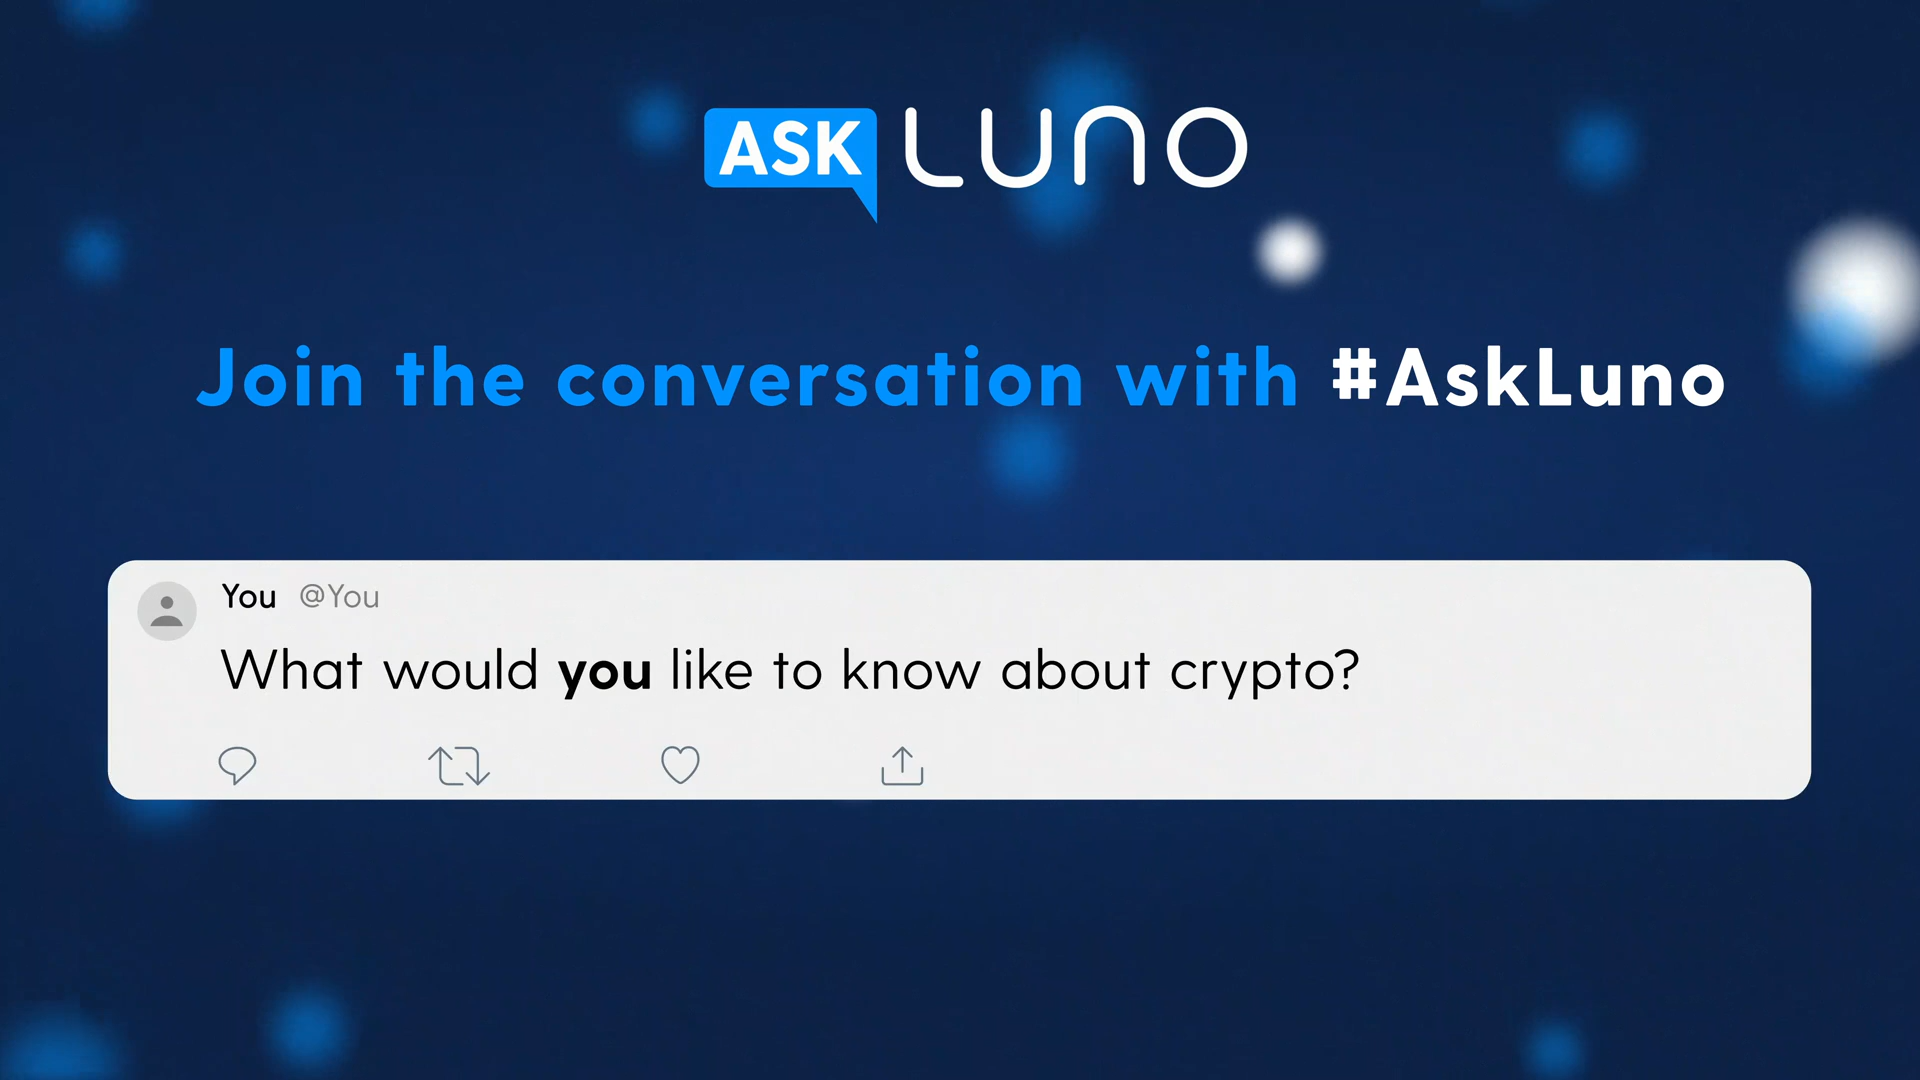 ASK LUNO
Join the conversation with #AskLuno
You @You
What would you like to know about crypto?